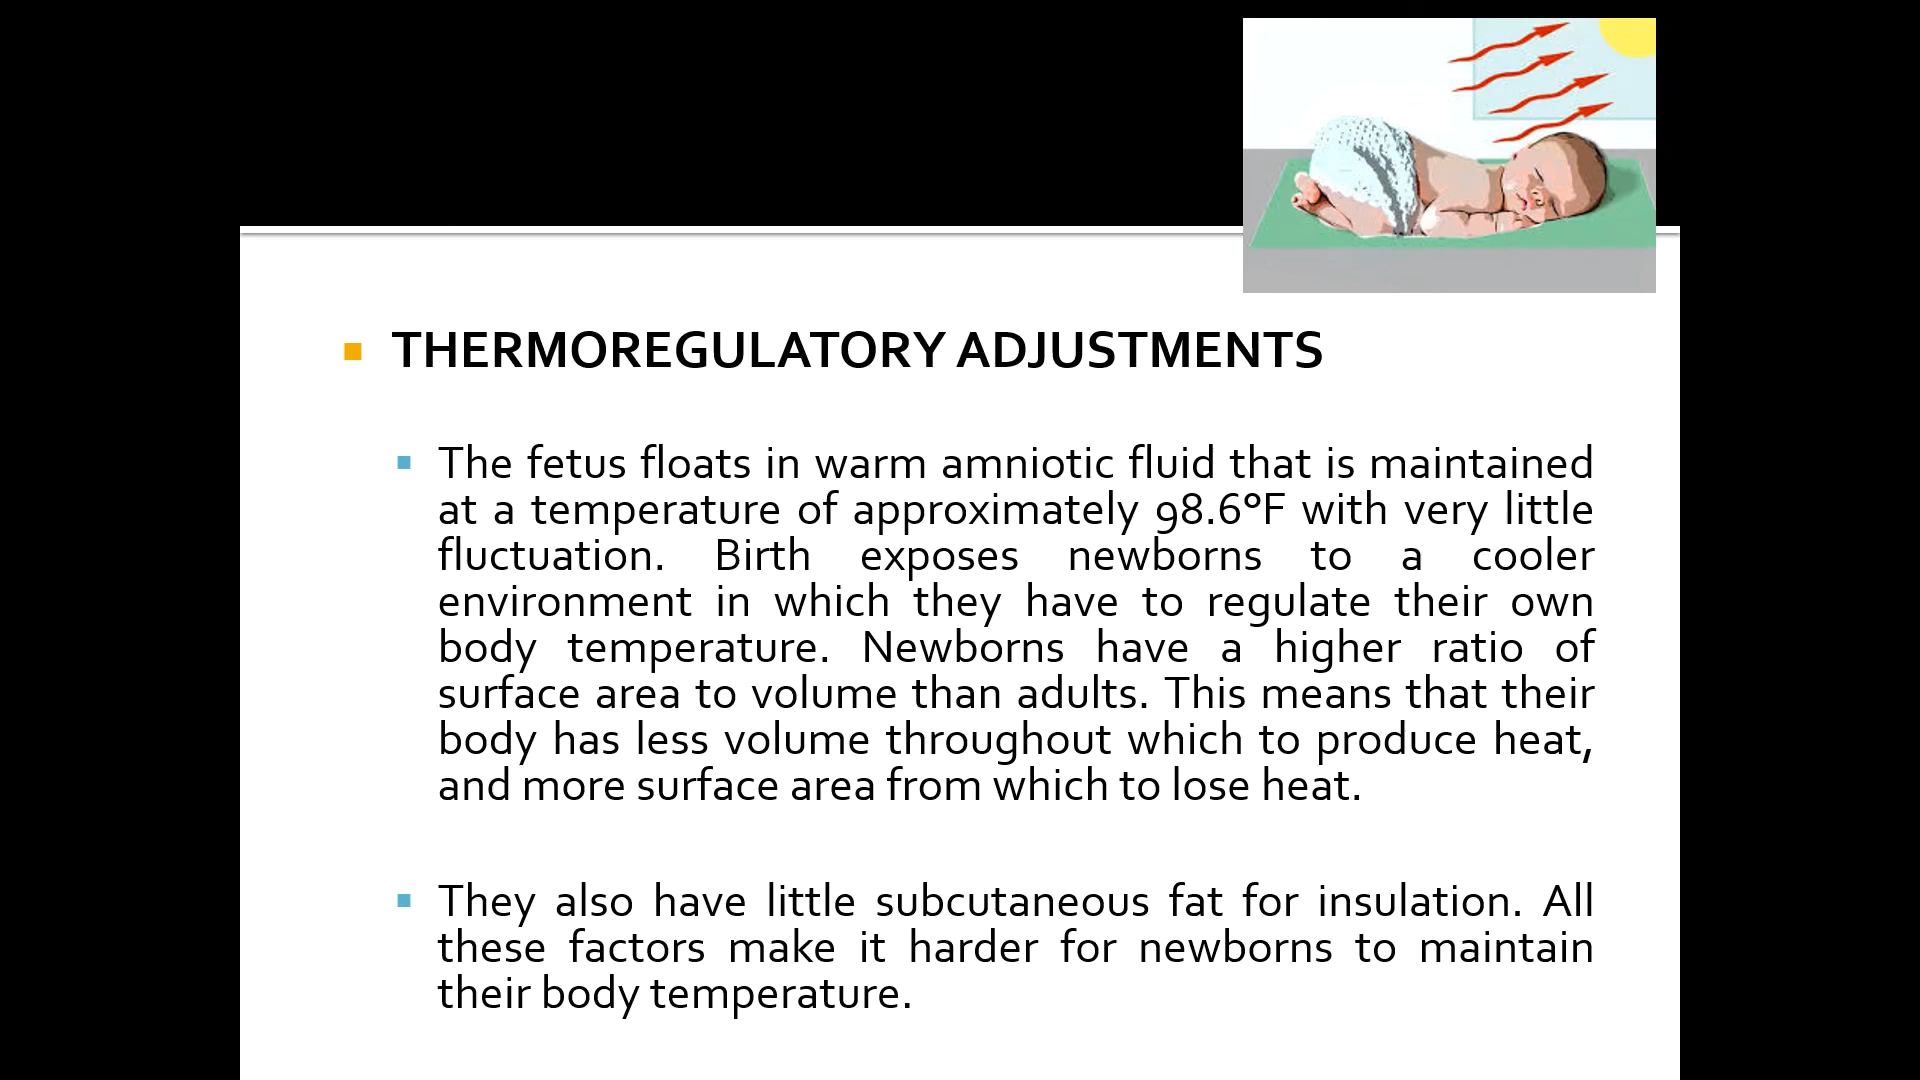 THERMOREGULATORY ADJUSTMENTS
The fetus floats in warm amniotic fluid that is maintained
at a temperature of approximately 98.6°F with very little
fluctuation. Birth exposes newborns to a cooler
environment in which they have to regulate their own
body temperature. Newborns have a higher ratio of
surface area to volume than adults. This means that their
body has less volume throughout which to produce heat,
and more surface area from which to lose heat.
They also have little subcutaneous fat for insulation. All
these factors make it harder for newborns to maintain
their body temperature.